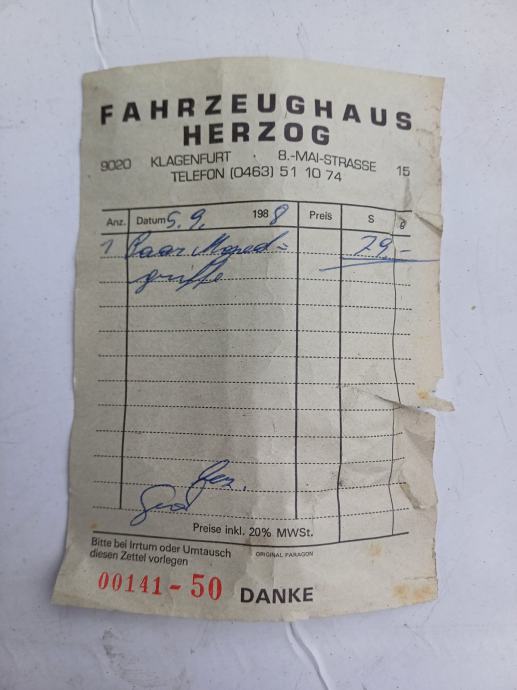 FAHRZEUGHAUS
HERZOG
9020 KLAGENFURT · 8.-MAI-STRASSE 15
TELEFON (0463) 51 10 74
Anz. Datum 5.9. 1988 Preis S g
1 Paar Moped=
griffe 79,-
bez.
Preise inkl. 20% MWSt.
Bitte bei Irrtum oder Umtausch
diesen Zettel vorlegen
ORIGINAL PARAGON
00141-50 DANKE